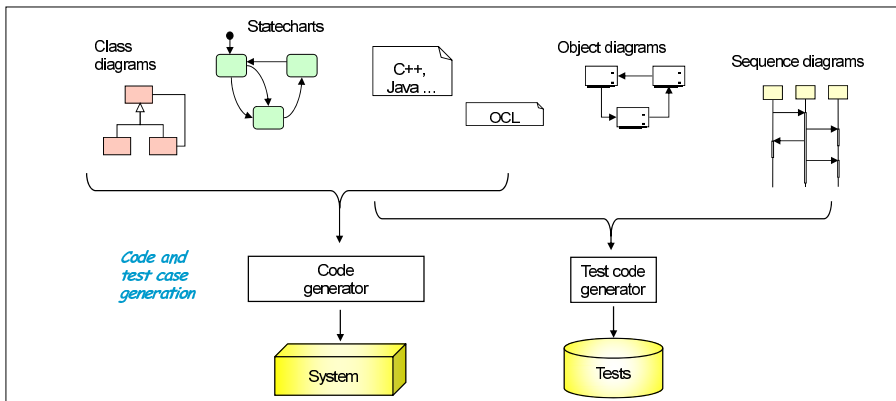 Class
diagrams
Statecharts
C++,
Java ...
OCL
Object diagrams
Sequence diagrams
Code and
test case
generation
Code
generator
Test code
generator
System
Tests